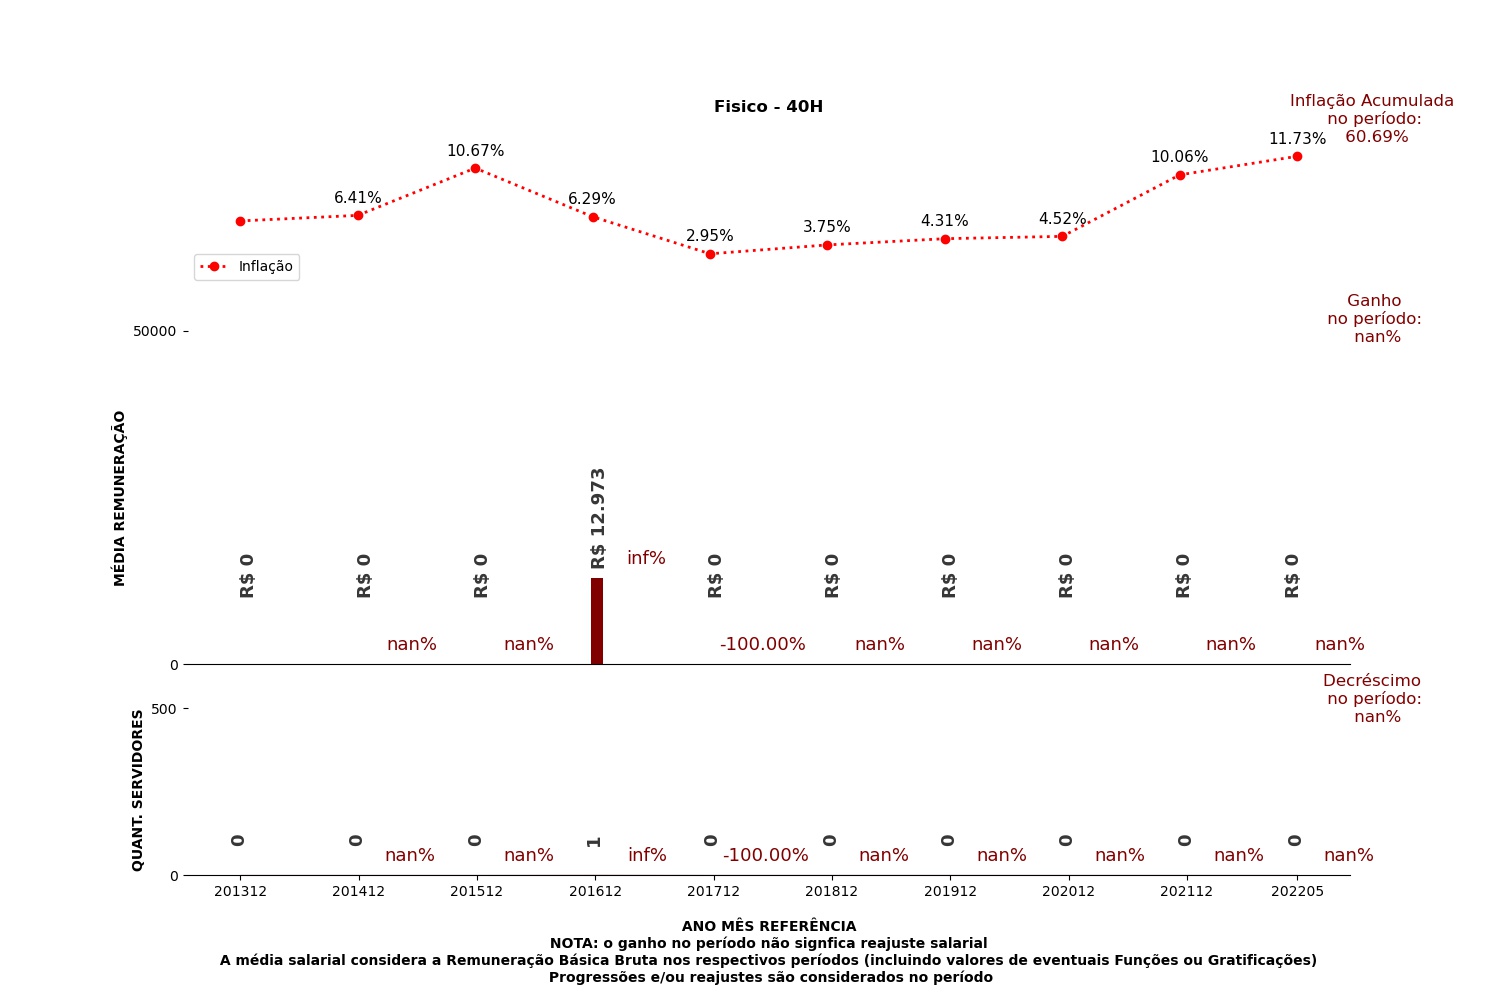 Fisico - 40H
Inflação Acumulada
no período:
60.69%
6.41%
10.67%
6.29%
2.95%
3.75%
4.31%
4.52%
10.06%
11.73%
Inflação
Ganho
no período:
nan%
50000
0
MÉDIA REMUNERAÇÃO
R$ 0
R$ 0
R$ 0
R$ 12.973
R$ 0
R$ 0
R$ 0
R$ 0
R$ 0
R$ 0
nan%
nan%
inf%
-100.00%
nan%
nan%
nan%
nan%
nan%
Decréscimo
no período:
nan%
500
0
QUANT. SERVIDORES
0
0
0
1
0
0
0
0
0
0
nan%
nan%
inf%
-100.00%
nan%
nan%
nan%
nan%
nan%
201312
201412
201512
201612
201712
201812
201912
202012
202112
202205
ANO MÊS REFERÊNCIA
NOTA: o ganho no período não signfica reajuste salarial
A média salarial considera a Remuneração Básica Bruta nos respectivos períodos (incluindo valores de eventuais Funções ou Gratificações)
Progressões e/ou reajustes são considerados no período